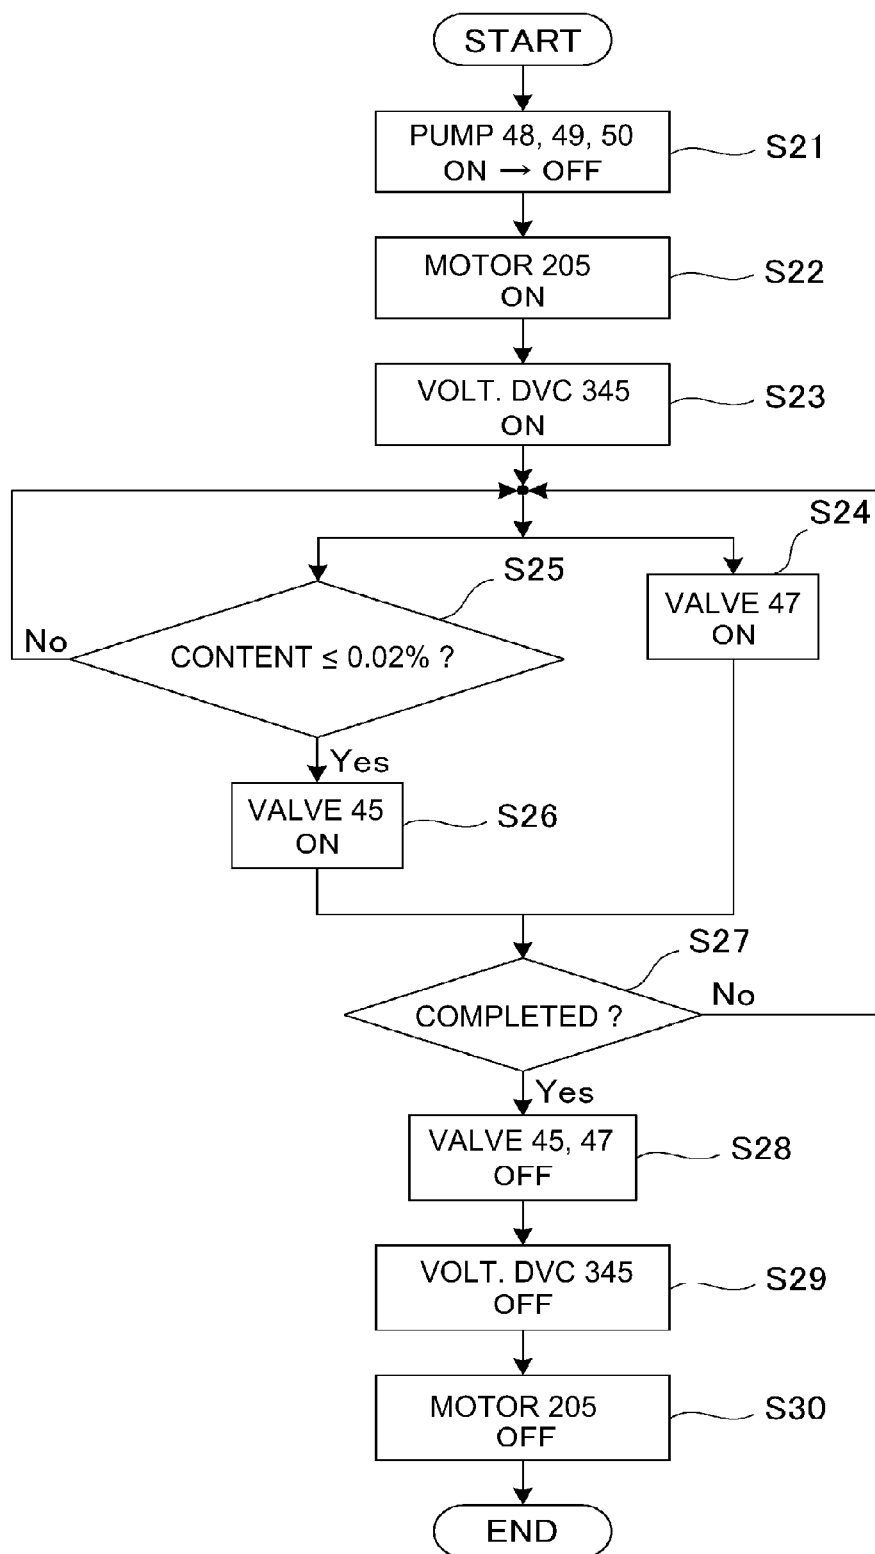 START
PUMP 48, 49, 50
ON → OFF
S21
MOTOR 205
ON
S22
VOLT. DVC 345
ON
S23
S24
VALVE 47
ON
S25
CONTENT ≤ 0.02% ?
No
Yes
VALVE 45
ON
S26
S27
COMPLETED ?
No
Yes
VALVE 45, 47
OFF
S28
VOLT. DVC 345
OFF
S29
MOTOR 205
OFF
S30
END